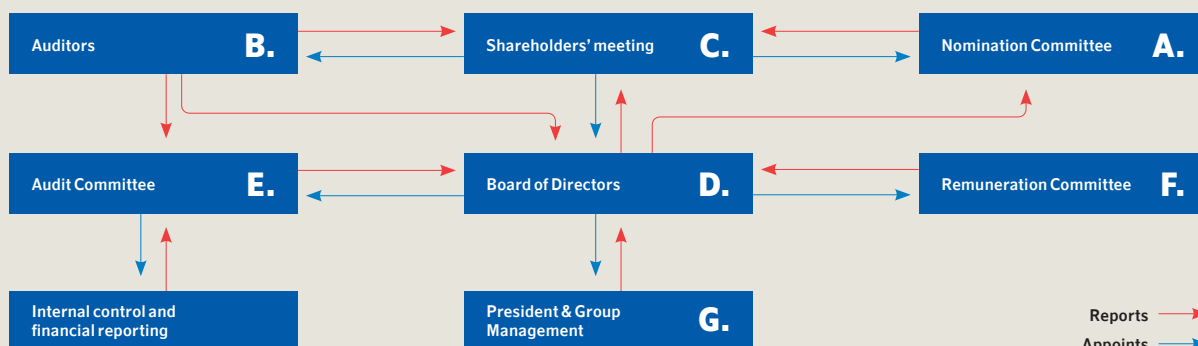 Auditors B.
Shareholders' meeting C.
Nomination Committee A.
Audit Committee E.
Board of Directors D.
Remuneration Committee F.
Internal control and
financial reporting
President & Group
Management G.
Reports
Appoints